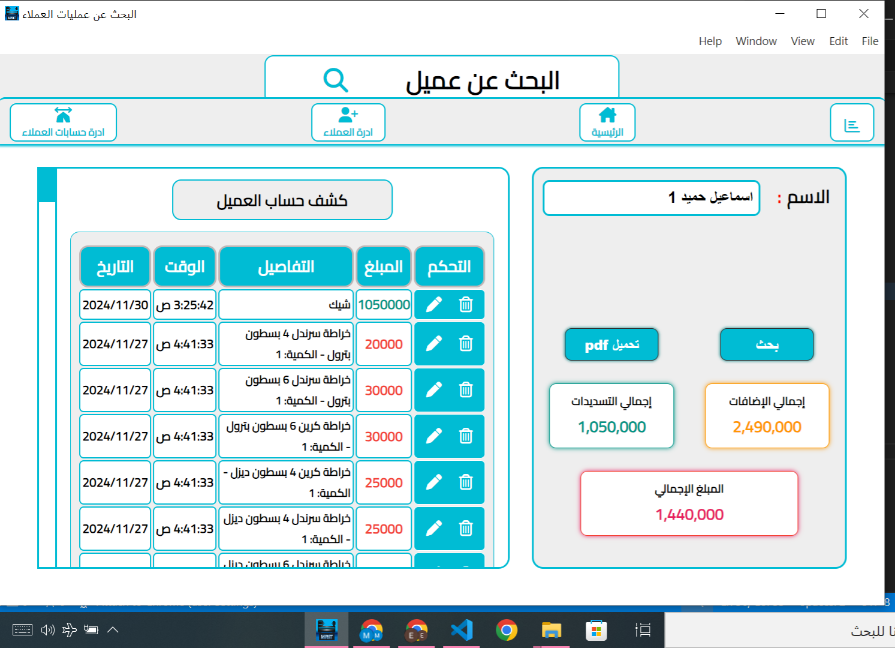 البحث عن عمليات العملاء
File Edit View Window Help
البحث عن عميل
الرئيسية
ادرة العملاء
ادرة حسابات العملاء
الاسم :
اسماعيل حميد 1
بحث
تحميل pdf
إجمالي الإضافات
2,490,000
إجمالي التسديدات
1,050,000
المبلغ الإجمالي
1,440,000
كشف حساب العميل
التحكم المبلغ التفاصيل الوقت التاريخ
1050000 شيك 3:25:42 ص 2024/11/30
20000 خراطة سرندل 4 بسطون
بترول - الكمية: 1 4:41:33 ص 2024/11/27
30000 خراطة سرندل 6 بسطون
بترول - الكمية: 1 4:41:33 ص 2024/11/27
30000 خراطة كرين 6 بسطون بترول
- الكمية: 1 4:41:33 ص 2024/11/27
25000 خراطة كرين 4 بسطون ديزل -
الكمية: 1 4:41:33 ص 2024/11/27
25000 خراطة سرندل 4 بسطون ديزل
- الكمية: 1 4:41:33 ص 2024/11/27
خراطة سرندل 6 بسطون ديزل
نا للبحث